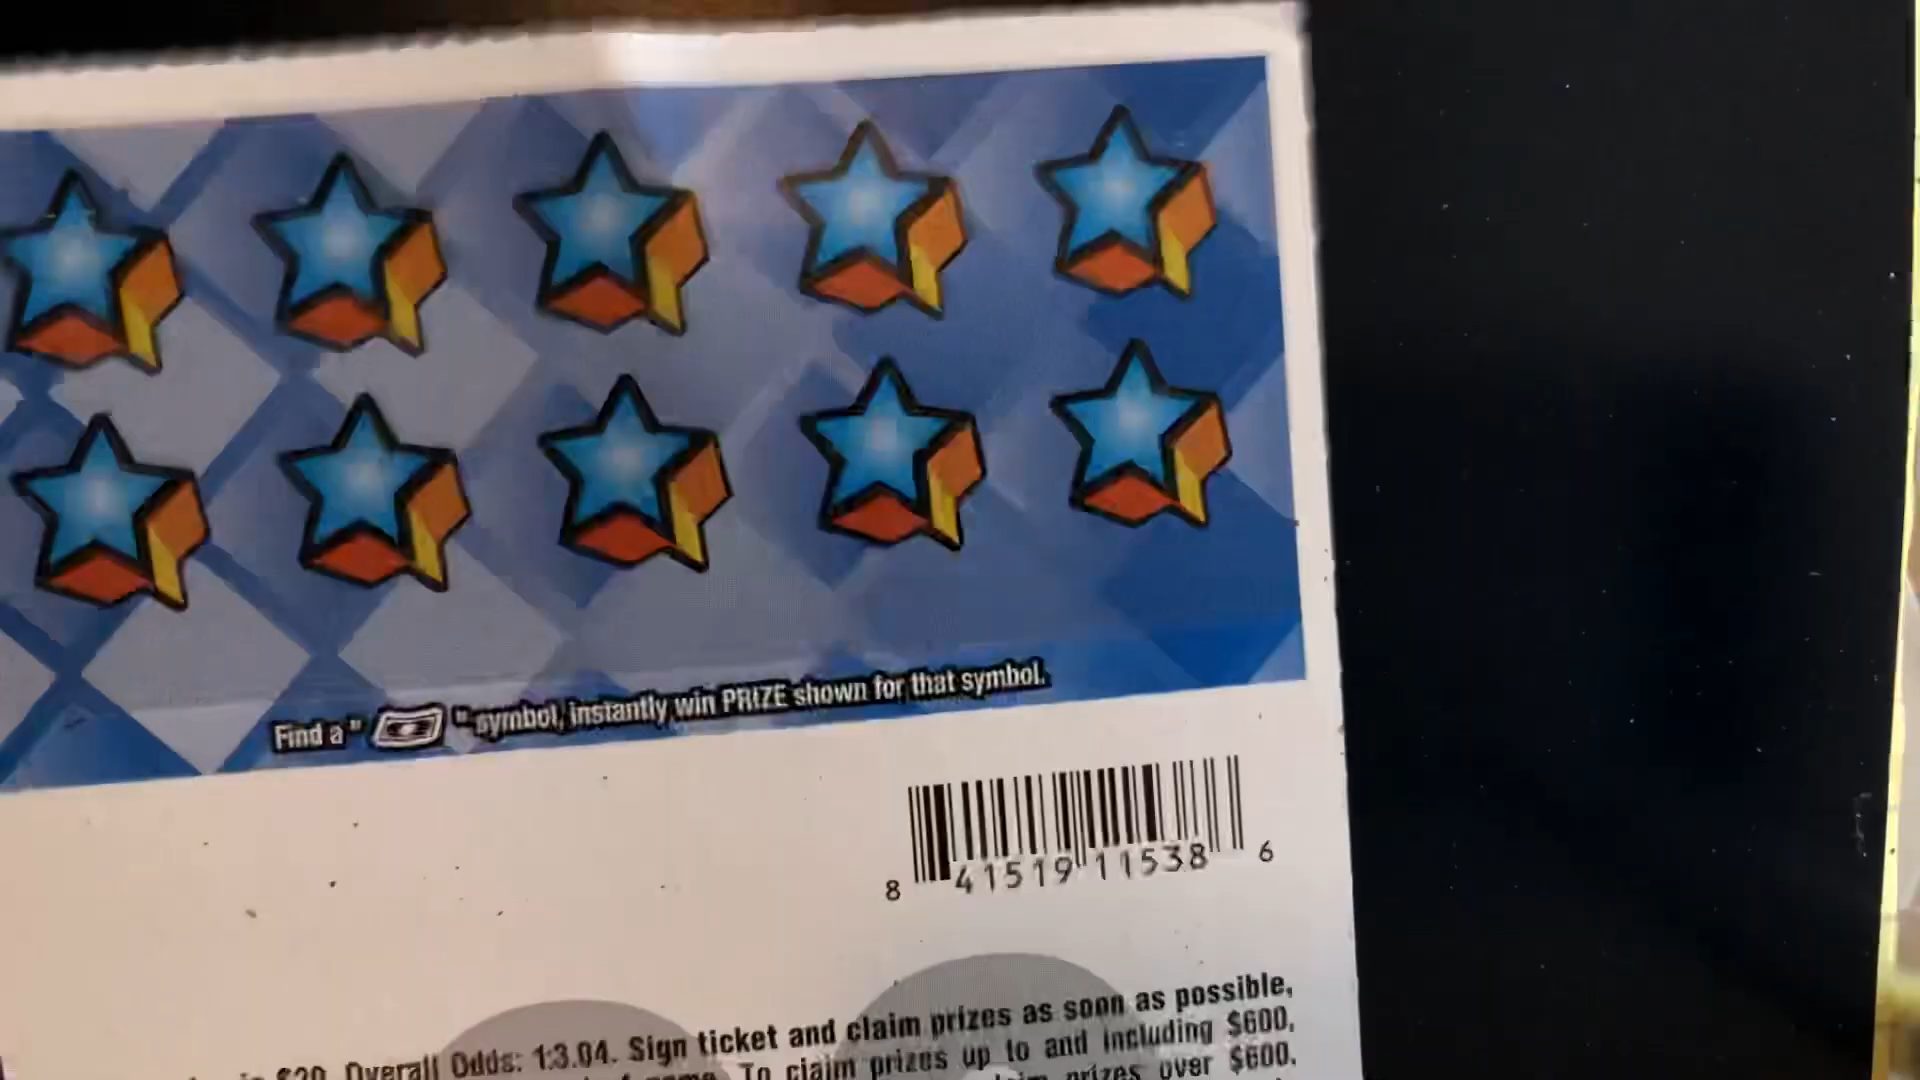 Find a " " symbol, instantly win PRIZE shown for that symbol.
8 41519 11538 6
$20. Overall Odds: 1:3.04. Sign ticket and claim prizes as soon as possible,
game. To claim prizes up to and including $600,
prizes over $600.